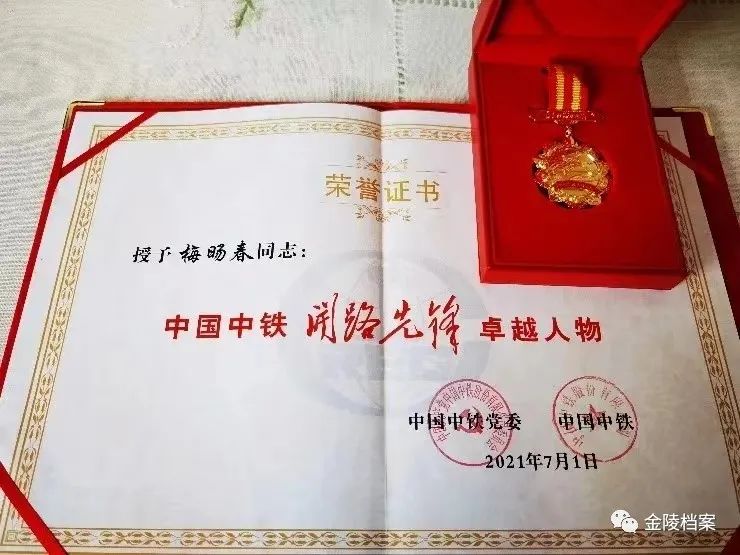 荣誉证书
授予梅旸春同志：
中国中铁 开路先锋 卓越人物
中国中铁党委 中国中铁
2021年7月1日
金陵档案